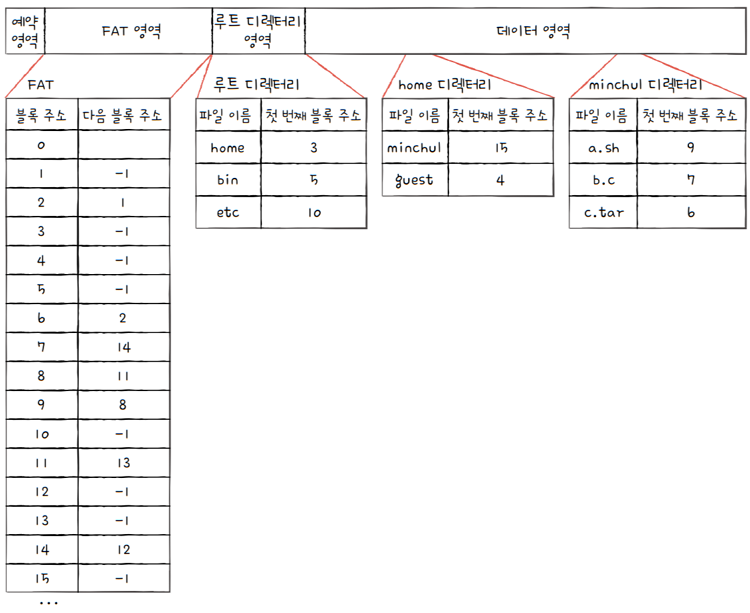 예약
영역
FAT 영역
루트 디렉터리
영역
데이터 영역
FAT
블록 주소 다음 블록 주소
0
1 -1
2 1
3 -1
4 -1
5 -1
6 2
7 14
8 11
9 8
10 -1
11 13
12 -1
13 -1
14 12
15 -1
...
루트 디렉터리
파일 이름 첫 번째 블록 주소
home 3
bin 5
etc 10
home 디렉터리
파일 이름 첫 번째 블록 주소
minchul 15
guest 4
minchul 디렉터리
파일 이름 첫 번째 블록 주소
a.sh 9
b.c 7
c.tar 6